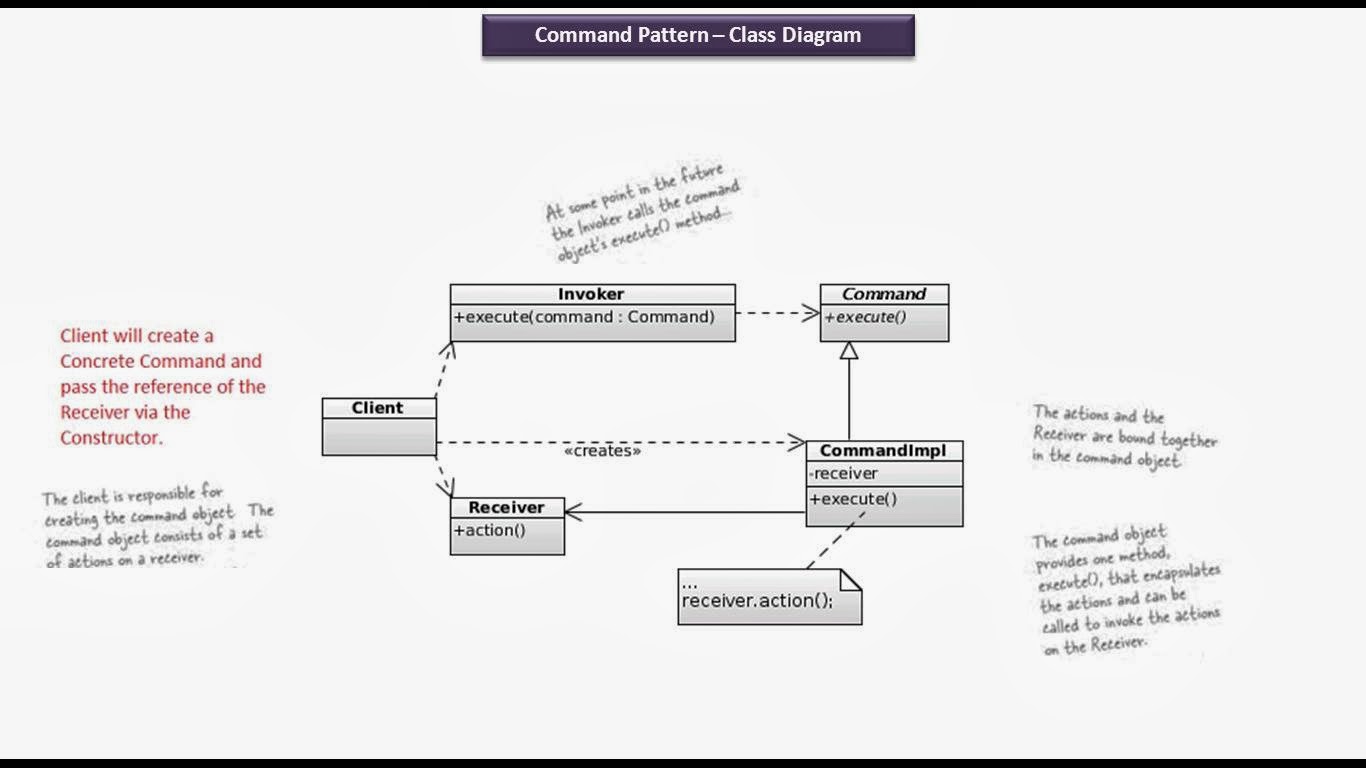 Command Pattern – Class Diagram
At some point in the future
the Invoker calls the command
object's execute() method...
Invoker
+execute(command : Command)
Command
+execute()
Client will create a
Concrete Command and
pass the reference of the
Receiver via the
Constructor.
Client
«creates»
CommandImpl
-receiver
+execute()
The actions and the
Receiver are bound together
in the command object
The client is responsible for
creating the command object The
command object consists of a set
of actions on a receiver.
Receiver
+action()
...
receiver.action();
The command object
provides one method,
execute(), that encapsulates
the actions and can be
called to invoke the actions
on the Receiver.